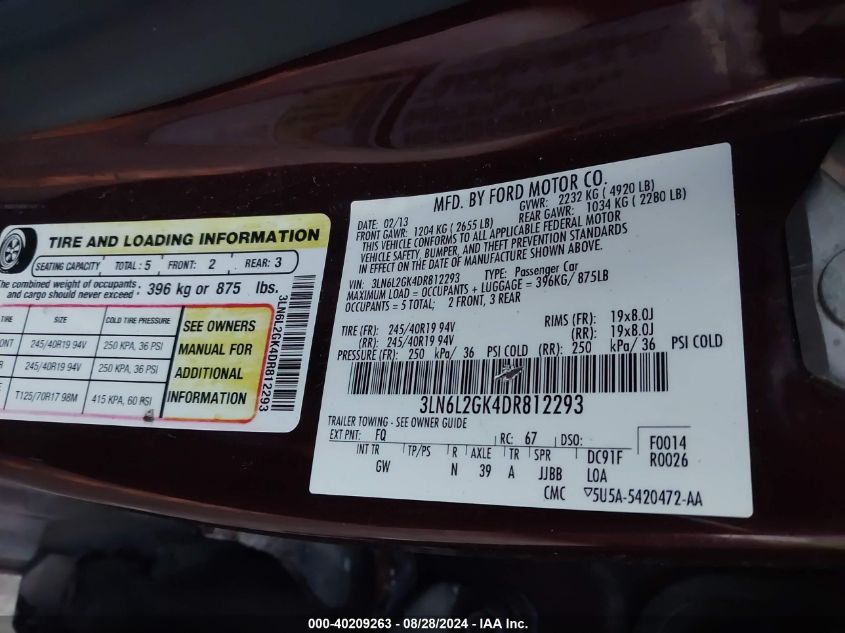 TIRE AND LOADING INFORMATION
SEATING CAPACITY TOTAL: 5 FRONT: 2 REAR: 3
The combined weight of occupants and cargo should never exceed 396 kg or 875 lbs.
TIRE SIZE COLD TIRE PRESSURE
245/40R19 94V 250 KPA, 36 PSI
245/40R19 94V 250 KPA, 36 PSI
T125/70R17 98M 415 KPA, 60 PSI
SEE OWNERS
MANUAL FOR
ADDITIONAL
INFORMATION
3LN6L2GK4DR812293
MFD. BY FORD MOTOR CO.
DATE: 02/13 GVWR: 2232 KG ( 4920 LB)
FRONT GAWR: 1204 KG ( 2655 LB) REAR GAWR: 1034 KG ( 2280 LB)
THIS VEHICLE CONFORMS TO ALL APPLICABLE FEDERAL MOTOR
VEHICLE SAFETY, BUMPER, AND THEFT PREVENTION STANDARDS
IN EFFECT ON THE DATE OF MANUFACTURE SHOWN ABOVE.
VIN: 3LN6L2GK4DR812293 TYPE: Passenger Car
MAXIMUM LOAD = OCCUPANTS + LUGGAGE = 396KG/ 875LB
OCCUPANTS = 5 TOTAL; 2 FRONT, 3 REAR
TIRE (FR): 245/40R19 94V RIMS (FR): 19x8.0J
(RR): 245/40R19 94V (RR): 19x8.0J
PRESSURE (FR): 250 kPa/ 36 PSI COLD (RR): 250 kPa/ 36 PSI COLD
3LN6L2GK4DR812293
TRAILER TOWING - SEE OWNER GUIDE
EXT PNT: FQ RC: 67 DSO: F0014
INT TR TP/PS R AXLE TR SPR DC91F R0026
GW N 39 A JJBB LOA
CMC ▽5U5A-5420472-AA
000-40209263 - 08/28/2024 - IAA Inc.